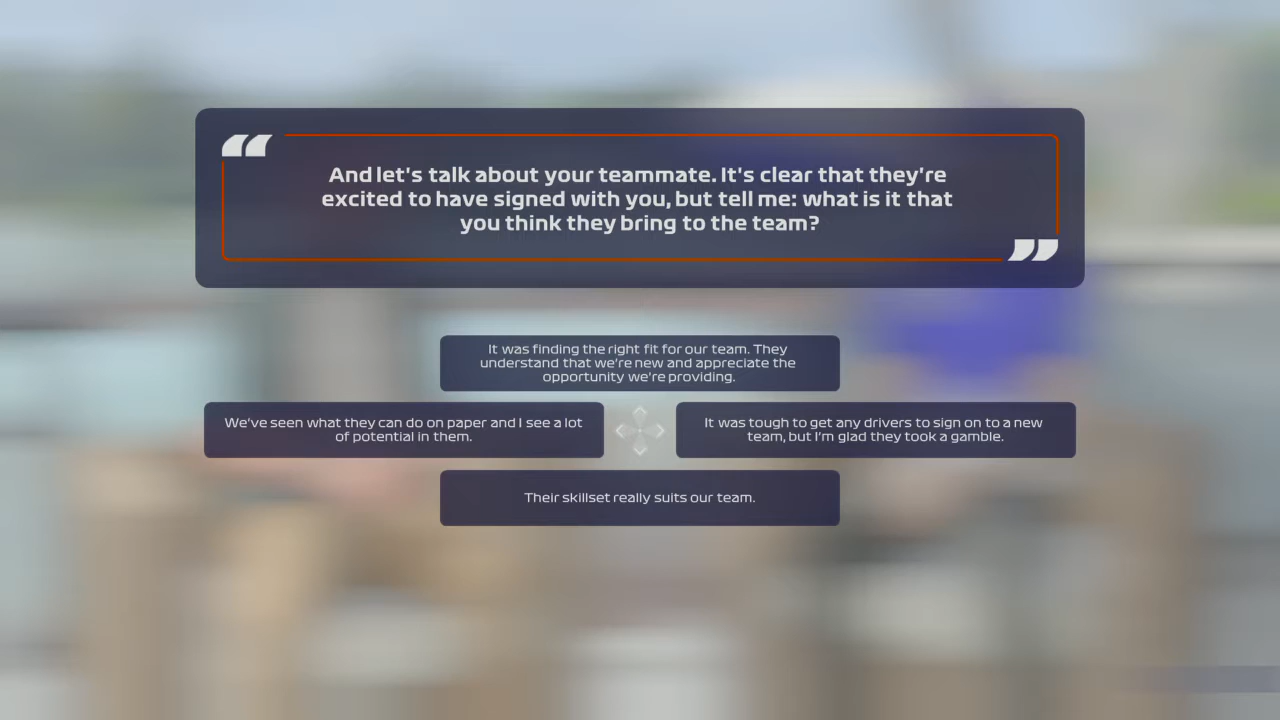 And let's talk about your teammate. It's clear that they're
excited to have signed with you, but tell me: what is it that
you think they bring to the team?
It was finding the right fit for our team. They
understand that we're new and appreciate the
opportunity we're providing.
We've seen what they can do on paper and I see a lot
of potential in them.
It was tough to get any drivers to sign on to a new
team, but I'm glad they took a gamble.
Their skillset really suits our team.